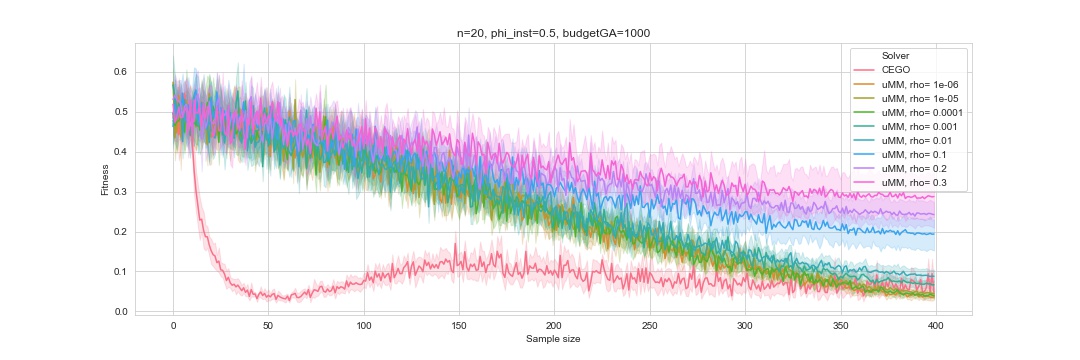 n=20, phi_inst=0.5, budgetGA=1000
Fitness
0.6
0.5
0.4
0.3
0.2
0.1
0.0
Solver
CEGO
uMM, rho= 1e-06
uMM, rho= 1e-05
uMM, rho= 0.0001
uMM, rho= 0.001
uMM, rho= 0.01
uMM, rho= 0.1
uMM, rho= 0.2
uMM, rho= 0.3
0 50 100 150 200 250 300 350 400
Sample size